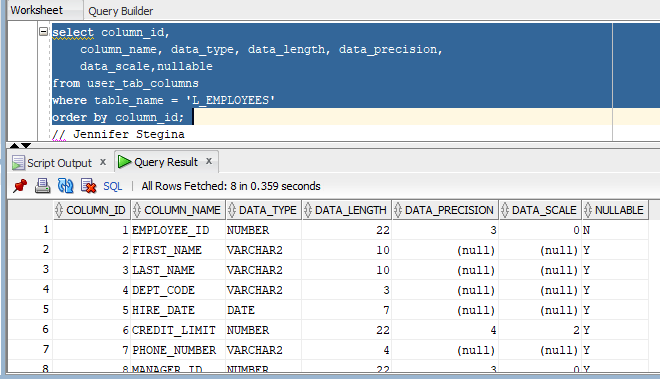 Worksheet Query Builder
select column_id,
column_name, data_type, data_length, data_precision,
data_scale,nullable
from user_tab_columns
where table_name = 'L_EMPLOYEES'
order by column_id;
// Jennifer Stegina
Script Output x Query Result x
SQL | All Rows Fetched: 8 in 0.359 seconds
COLUMN_ID COLUMN_NAME DATA_TYPE DATA_LENGTH DATA_PRECISION DATA_SCALE NULLABLE
1 1 EMPLOYEE_ID NUMBER 22 3 0 N
2 2 FIRST_NAME VARCHAR2 10 (null) (null) Y
3 3 LAST_NAME VARCHAR2 10 (null) (null) Y
4 4 DEPT_CODE VARCHAR2 3 (null) (null) Y
5 5 HIRE_DATE DATE 7 (null) (null) Y
6 6 CREDIT_LIMIT NUMBER 22 4 2 Y
7 7 PHONE_NUMBER VARCHAR2 4 (null) (null) Y
8 8 MANAGER_ID NUMBER 22 3 0 Y